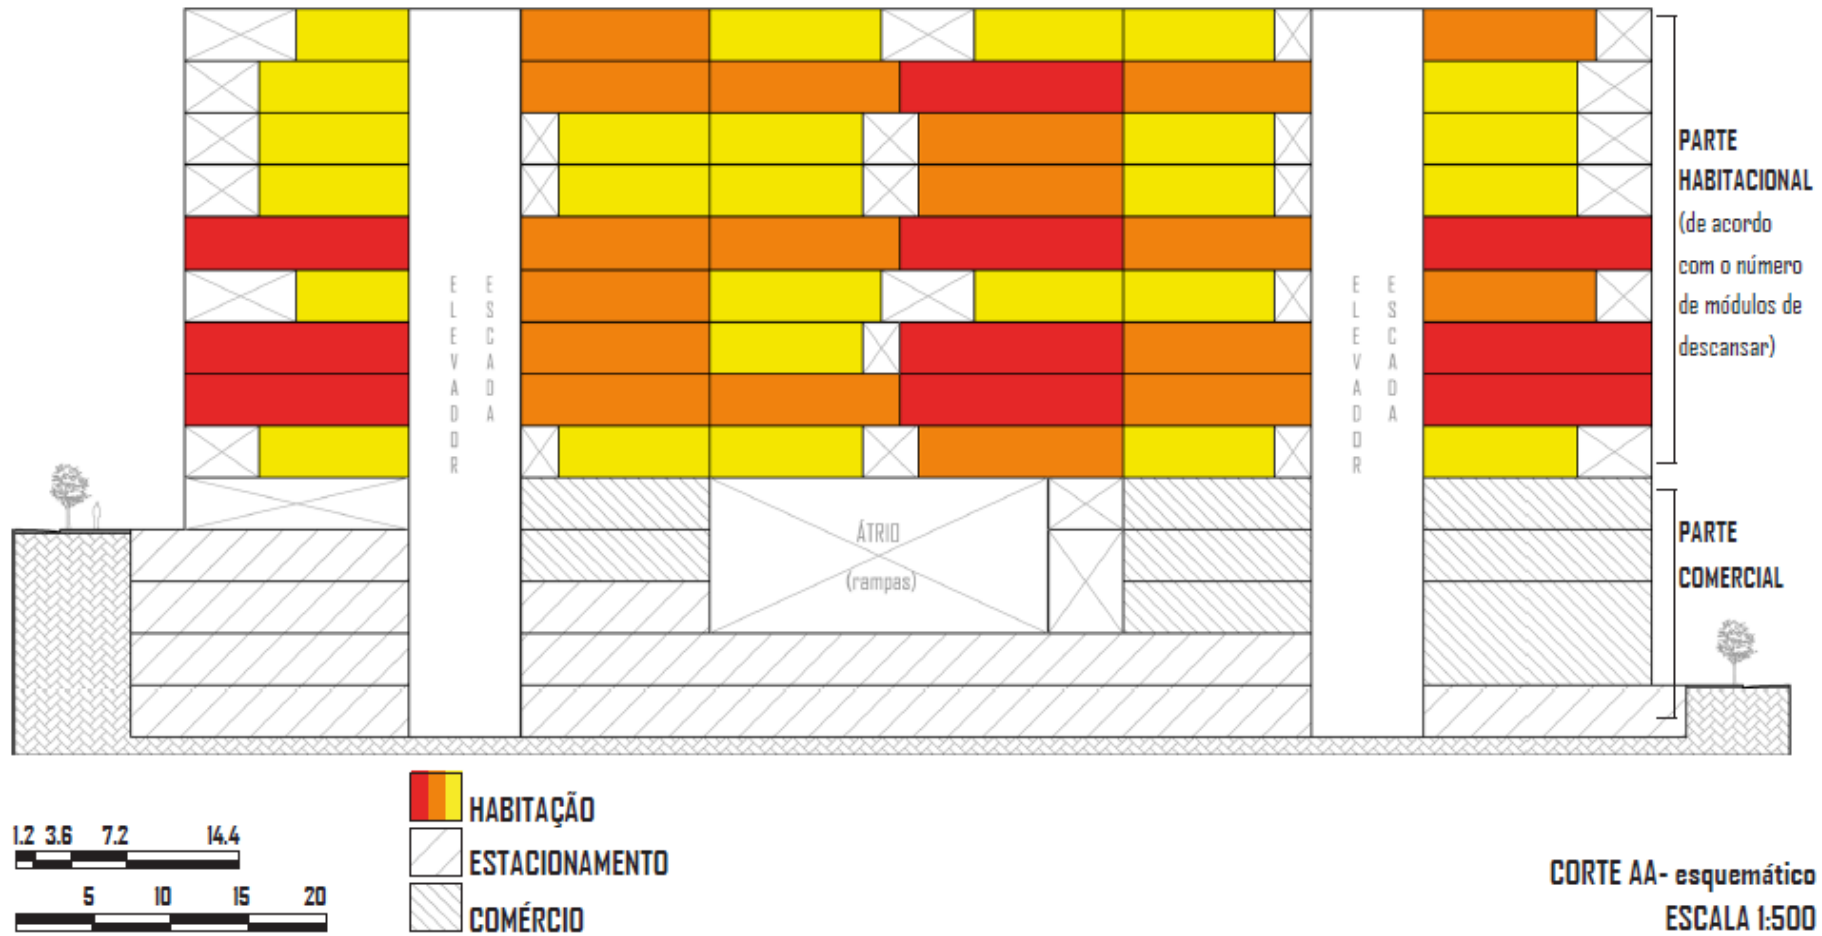 PARTE
HABITACIONAL
(de acordo
com o número
de módulos de
descansar)
ELEVADOR
ESCADA
ELEVADOR
ESCADA
ÁTRIO
(rampas)
PARTE
COMERCIAL
HABITAÇÃO
ESTACIONAMENTO
COMÉRCIO
1.2 3.6 7.2 14.4
5 10 15 20
CORTE AA- esquemático
ESCALA 1:500